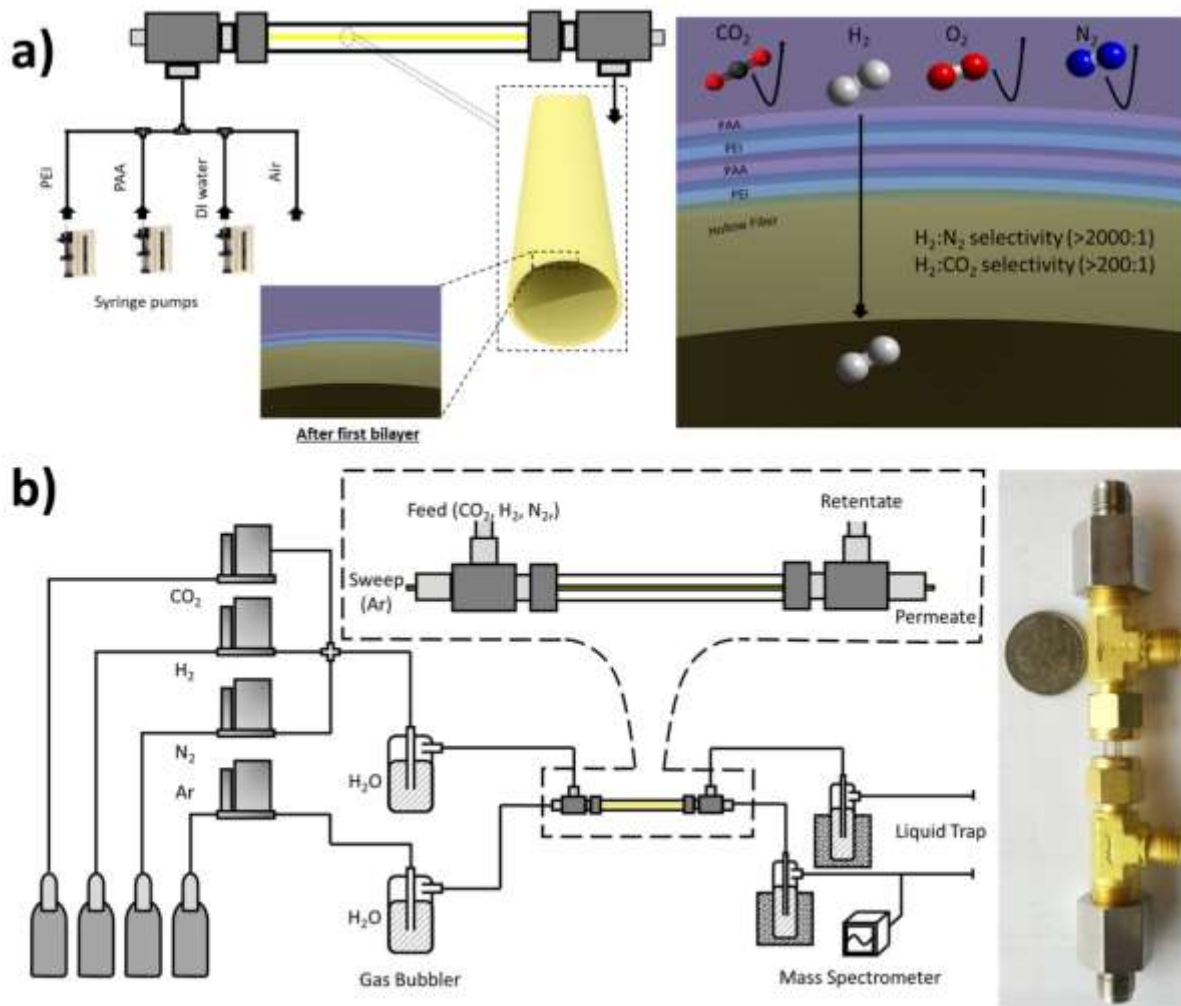 a)
PEI
PAA
DI water
Air
Syringe pumps
After first bilayer
CO₂
H₂
O₂
N₂
PAA
PEI
PAA
PEI
Hollow Fiber
H₂:N₂ selectivity (>2000:1)
H₂:CO₂ selectivity (>200:1)
b)
Feed (CO₂, H₂, N₂,)
Retentate
Sweep
(Ar)
Permeate
CO₂
H₂
N₂
Ar
H₂O
H₂O
Gas Bubbler
Liquid Trap
Mass Spectrometer